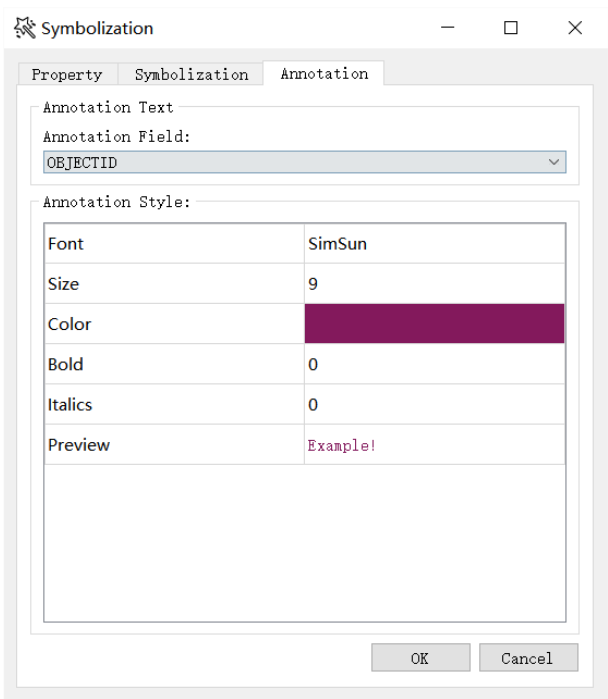 Symbolization
Property Symbolization Annotation
Annotation Text
Annotation Field:
OBJECTID
Annotation Style:
Font SimSun
Size 9
Color
Bold 0
Italics 0
Preview Example!
OK Cancel